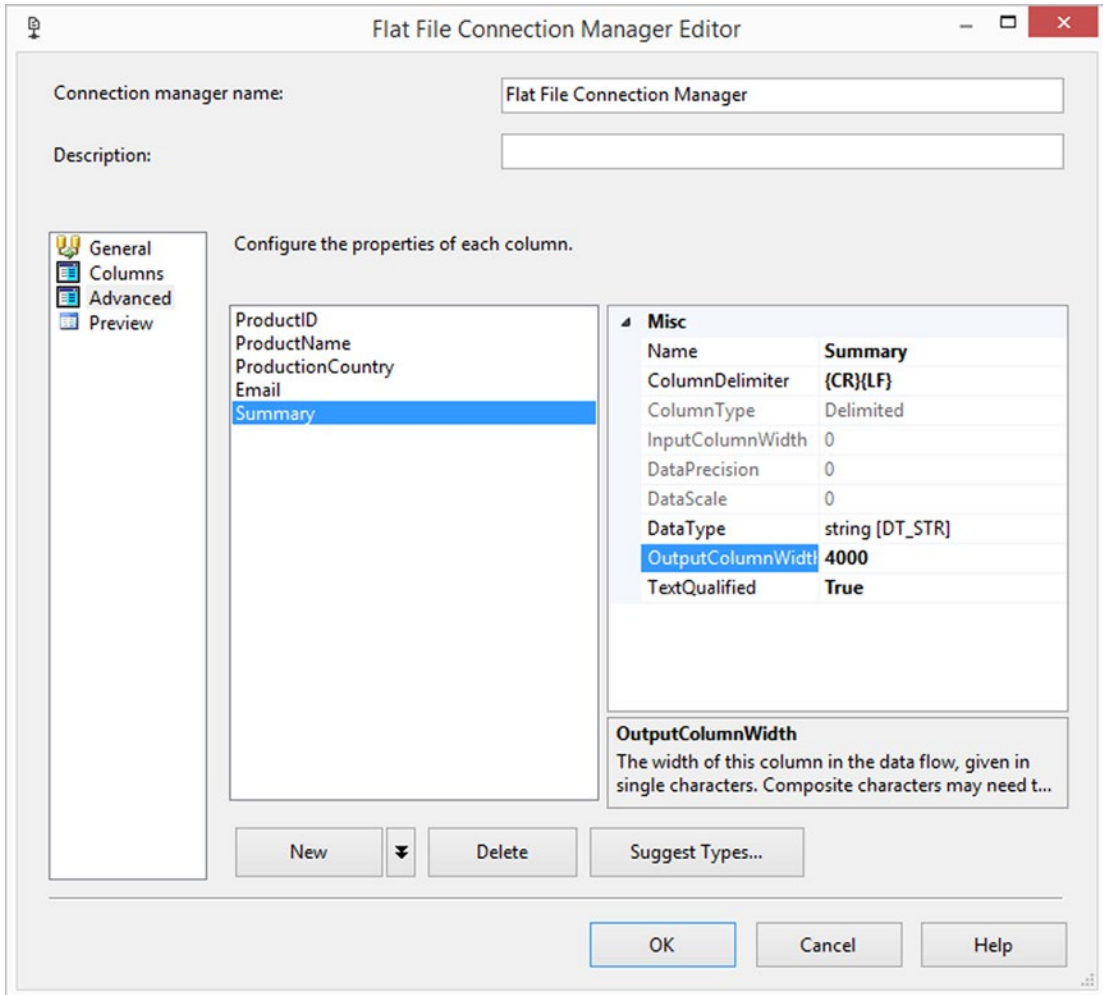 Flat File Connection Manager Editor
Connection manager name:
Flat File Connection Manager
Description:
General
Columns
Advanced
Preview
Configure the properties of each column.
ProductID
ProductName
ProductionCountry
Email
Summary
Misc
Name Summary
ColumnDelimiter {CR}{LF}
ColumnType Delimited
InputColumnWidth 0
DataPrecision 0
DataScale 0
DataType string [DT_STR]
OutputColumnWidth 4000
TextQualified True
OutputColumnWidth
The width of this column in the data flow, given in
single characters. Composite characters may need t...
New Delete Suggest Types...
OK Cancel Help